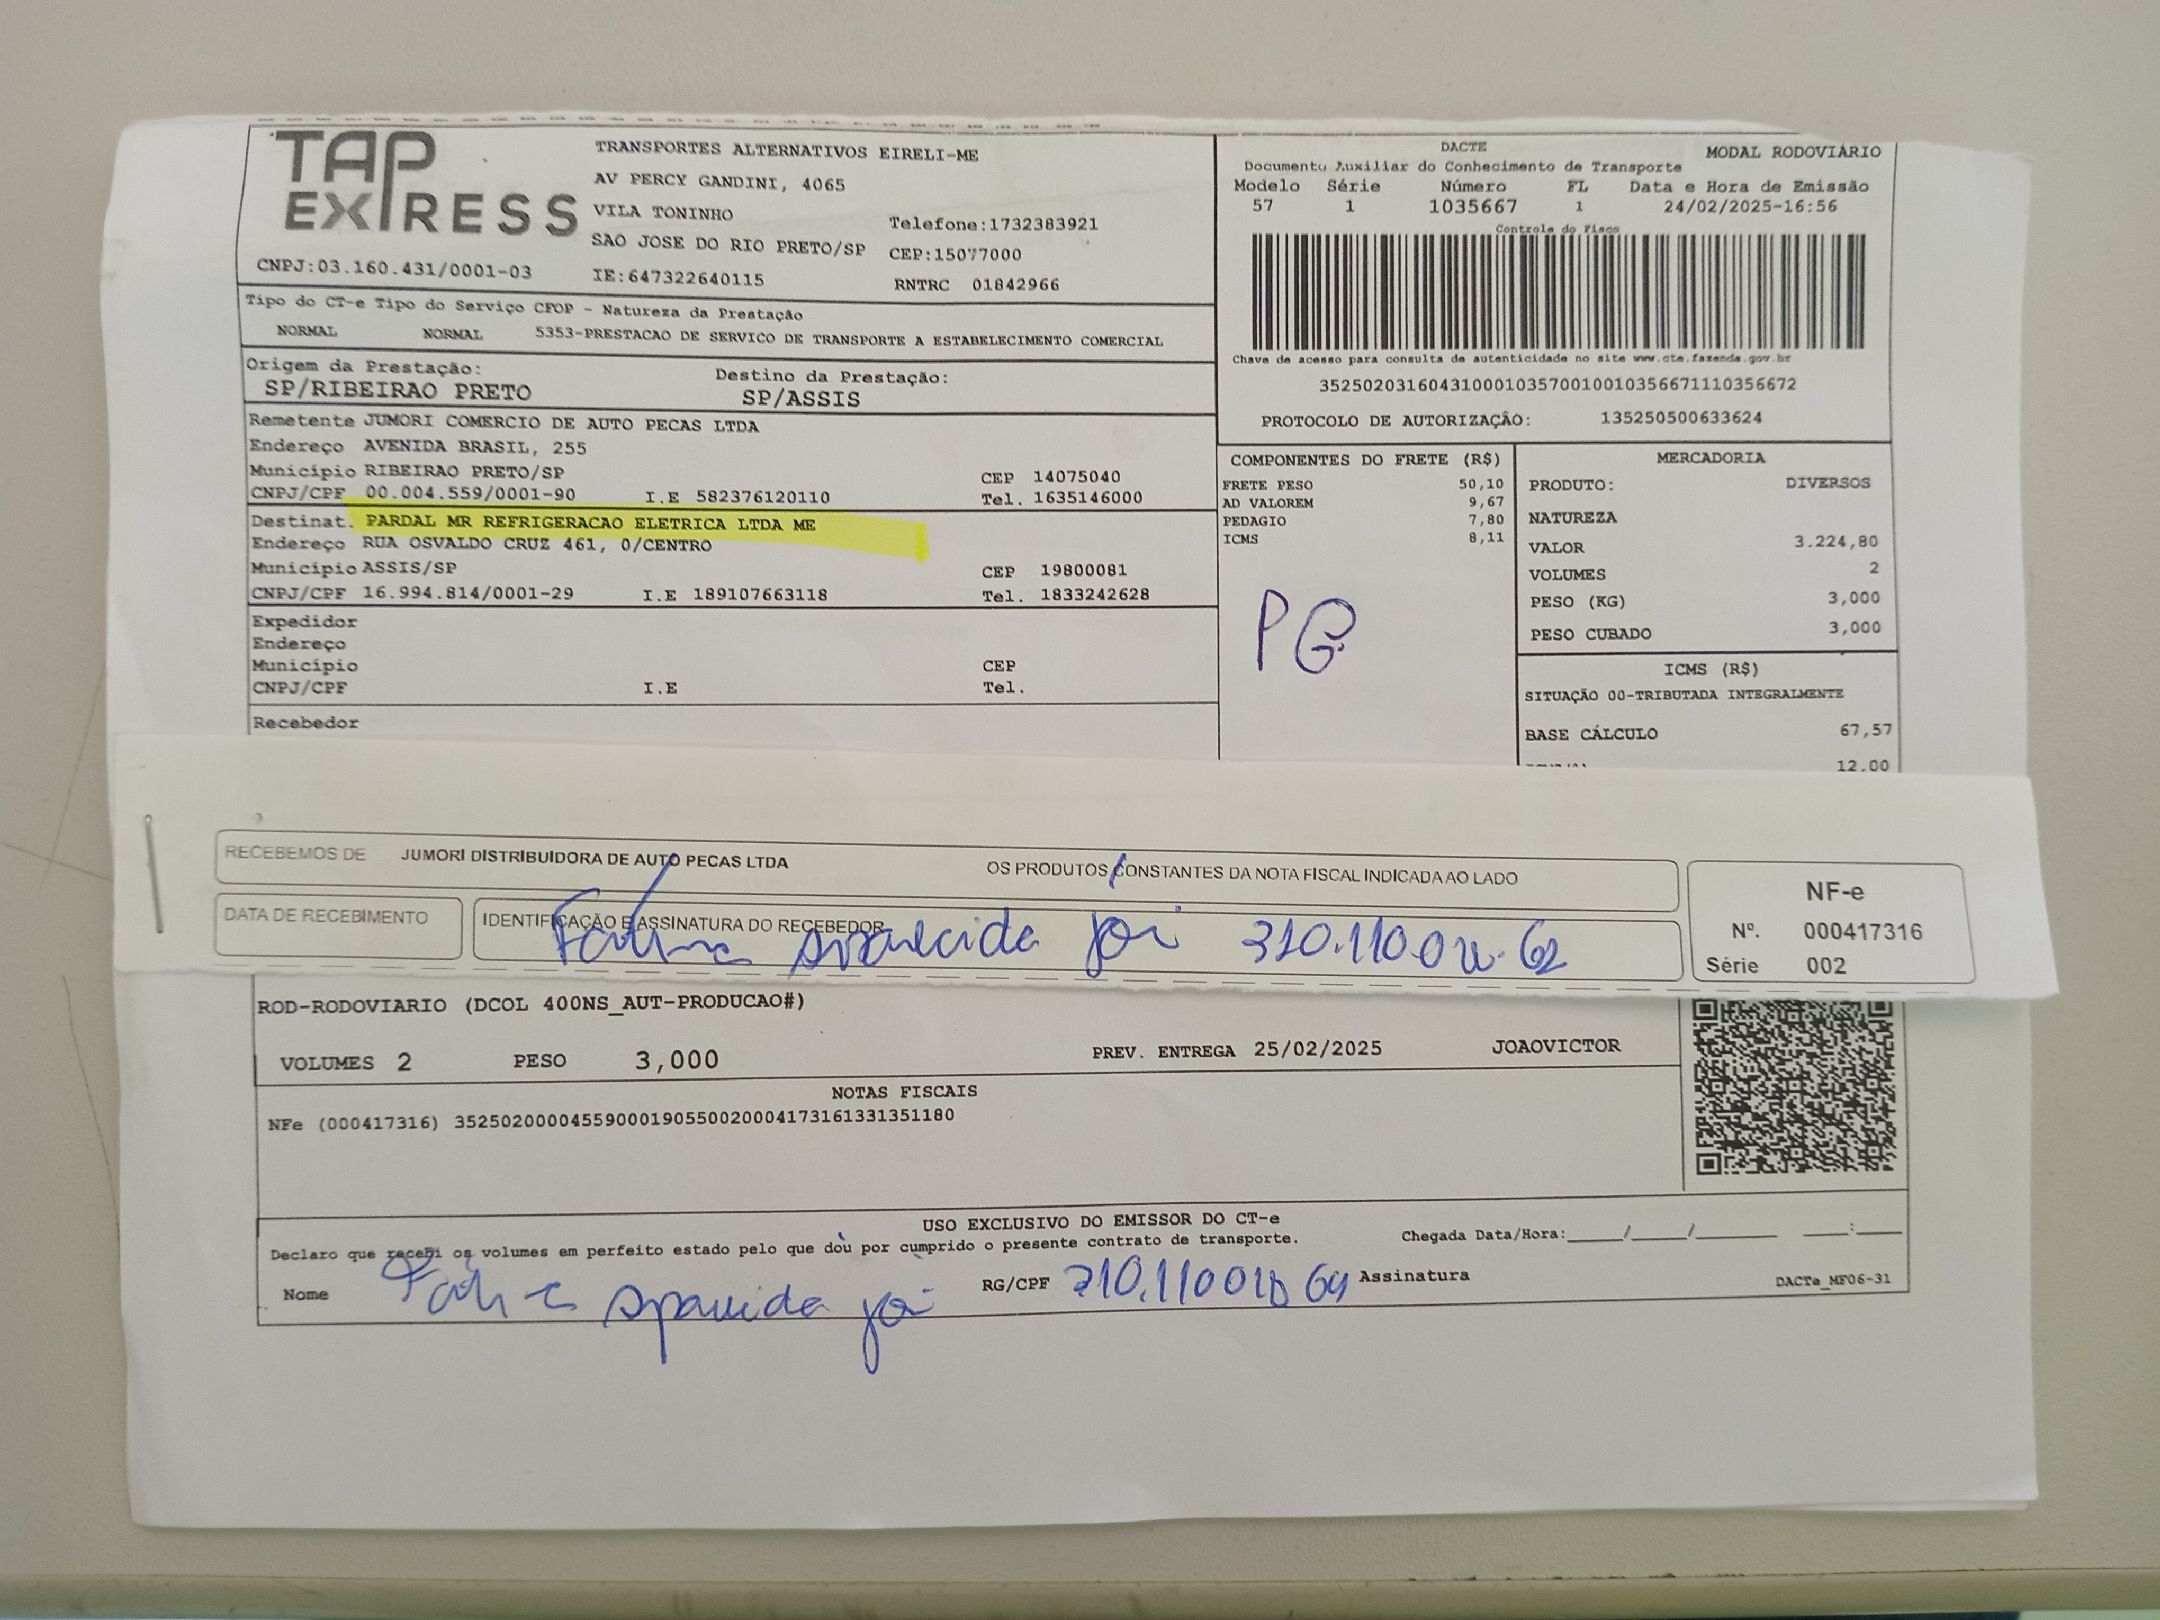 TAP EXPRESS
TRANSPORTES ALTERNATIVOS EIRELI-ME
AV PERCY GANDINI, 4065
VILA TONINHO
Telefone:1732383921
SAO JOSE DO RIO PRETO/SP
CEP:15077000
CNPJ:03.160.431/0001-03
IE:647322640115
RNTRC 01842966
DACTE
MODAL RODOVIÁRIO
Documento Auxiliar do Conhecimento de Transporte
Modelo Série Número FL Data e Hora de Emissão
57 1 1035667 1 24/02/2025-16:56
Controle do Fisco
Chave de acesso para consulta de autenticidade no site www.cte.fazenda.gov.br
35250203160431000103570010010356671110356672
PROTOCOLO DE AUTORIZAÇÂO: 135250500633624
Tipo do CT-e Tipo do Serviço CFOP - Natureza da Prestação
NORMAL NORMAL 5353-PRESTACAO DE SERVICO DE TRANSPORTE A ESTABELECIMENTO COMERCIAL
Origem da Prestação: Destino da Prestação:
SP/RIBEIRAO PRETO SP/ASSIS
Remetente JUMORI COMERCIO DE AUTO PECAS LTDA
Endereço AVENIDA BRASIL, 255
Município RIBEIRAO PRETO/SP CEP 14075040
CNPJ/CPF 00.004.559/0001-90 I.E 582376120110 Tel. 1635146000
Destinat. PARDAL MR REFRIGERACAO ELETRICA LTDA ME
Endereço RUA OSVALDO CRUZ 461, 0/CENTRO
Município ASSIS/SP CEP 19800081
CNPJ/CPF 16.994.814/0001-29 I.E 189107663118 Tel. 1833242628
Expedidor
Endereço
Município CEP
CNPJ/CPF I.E Tel.
Recebedor
COMPONENTES DO FRETE (R$)
FRETE PESO 50,10
AD VALOREM 9,67
PEDAGIO 7,80
ICMS 8,11
PG
MERCADORIA
PRODUTO: DIVERSOS
NATUREZA
VALOR 3.224,80
VOLUMES 2
PESO (KG) 3,000
PESO CUBADO 3,000
ICMS (R$)
SITUAÇÃO 00-TRIBUTADA INTEGRALMENTE
BASE CÁLCULO 67,57
12,00
RECEBEMOS DE JUMORI DISTRIBUIDORA DE AUTO PECAS LTDA OS PRODUTOS CONSTANTES DA NOTA FISCAL INDICADA AO LADO
DATA DE RECEBIMENTO
IDENTIFICAÇÃO E ASSINATURA DO RECEBEDOR
aparecida
NF-e
Nº. 000417316
Série 002
ROD-RODOVIARIO (DCOL 400NS_AUT-PRODUCAO#)
VOLUMES 2 PESO 3,000 PREV. ENTREGA 25/02/2025 JOAOVICTOR
NOTAS FISCAIS
NFe (000417316) 35250200004559000190550020004173161331351180
USO EXCLUSIVO DO EMISSOR DO CT-e
Declaro que recebi os volumes em perfeito estado pelo que dou por cumprido o presente contrato de transporte.
Chegada Data/Hora:_____/_____/_______ ____:____
Nome aparecida RG/CPF Assinatura
DACTe_MF06-31